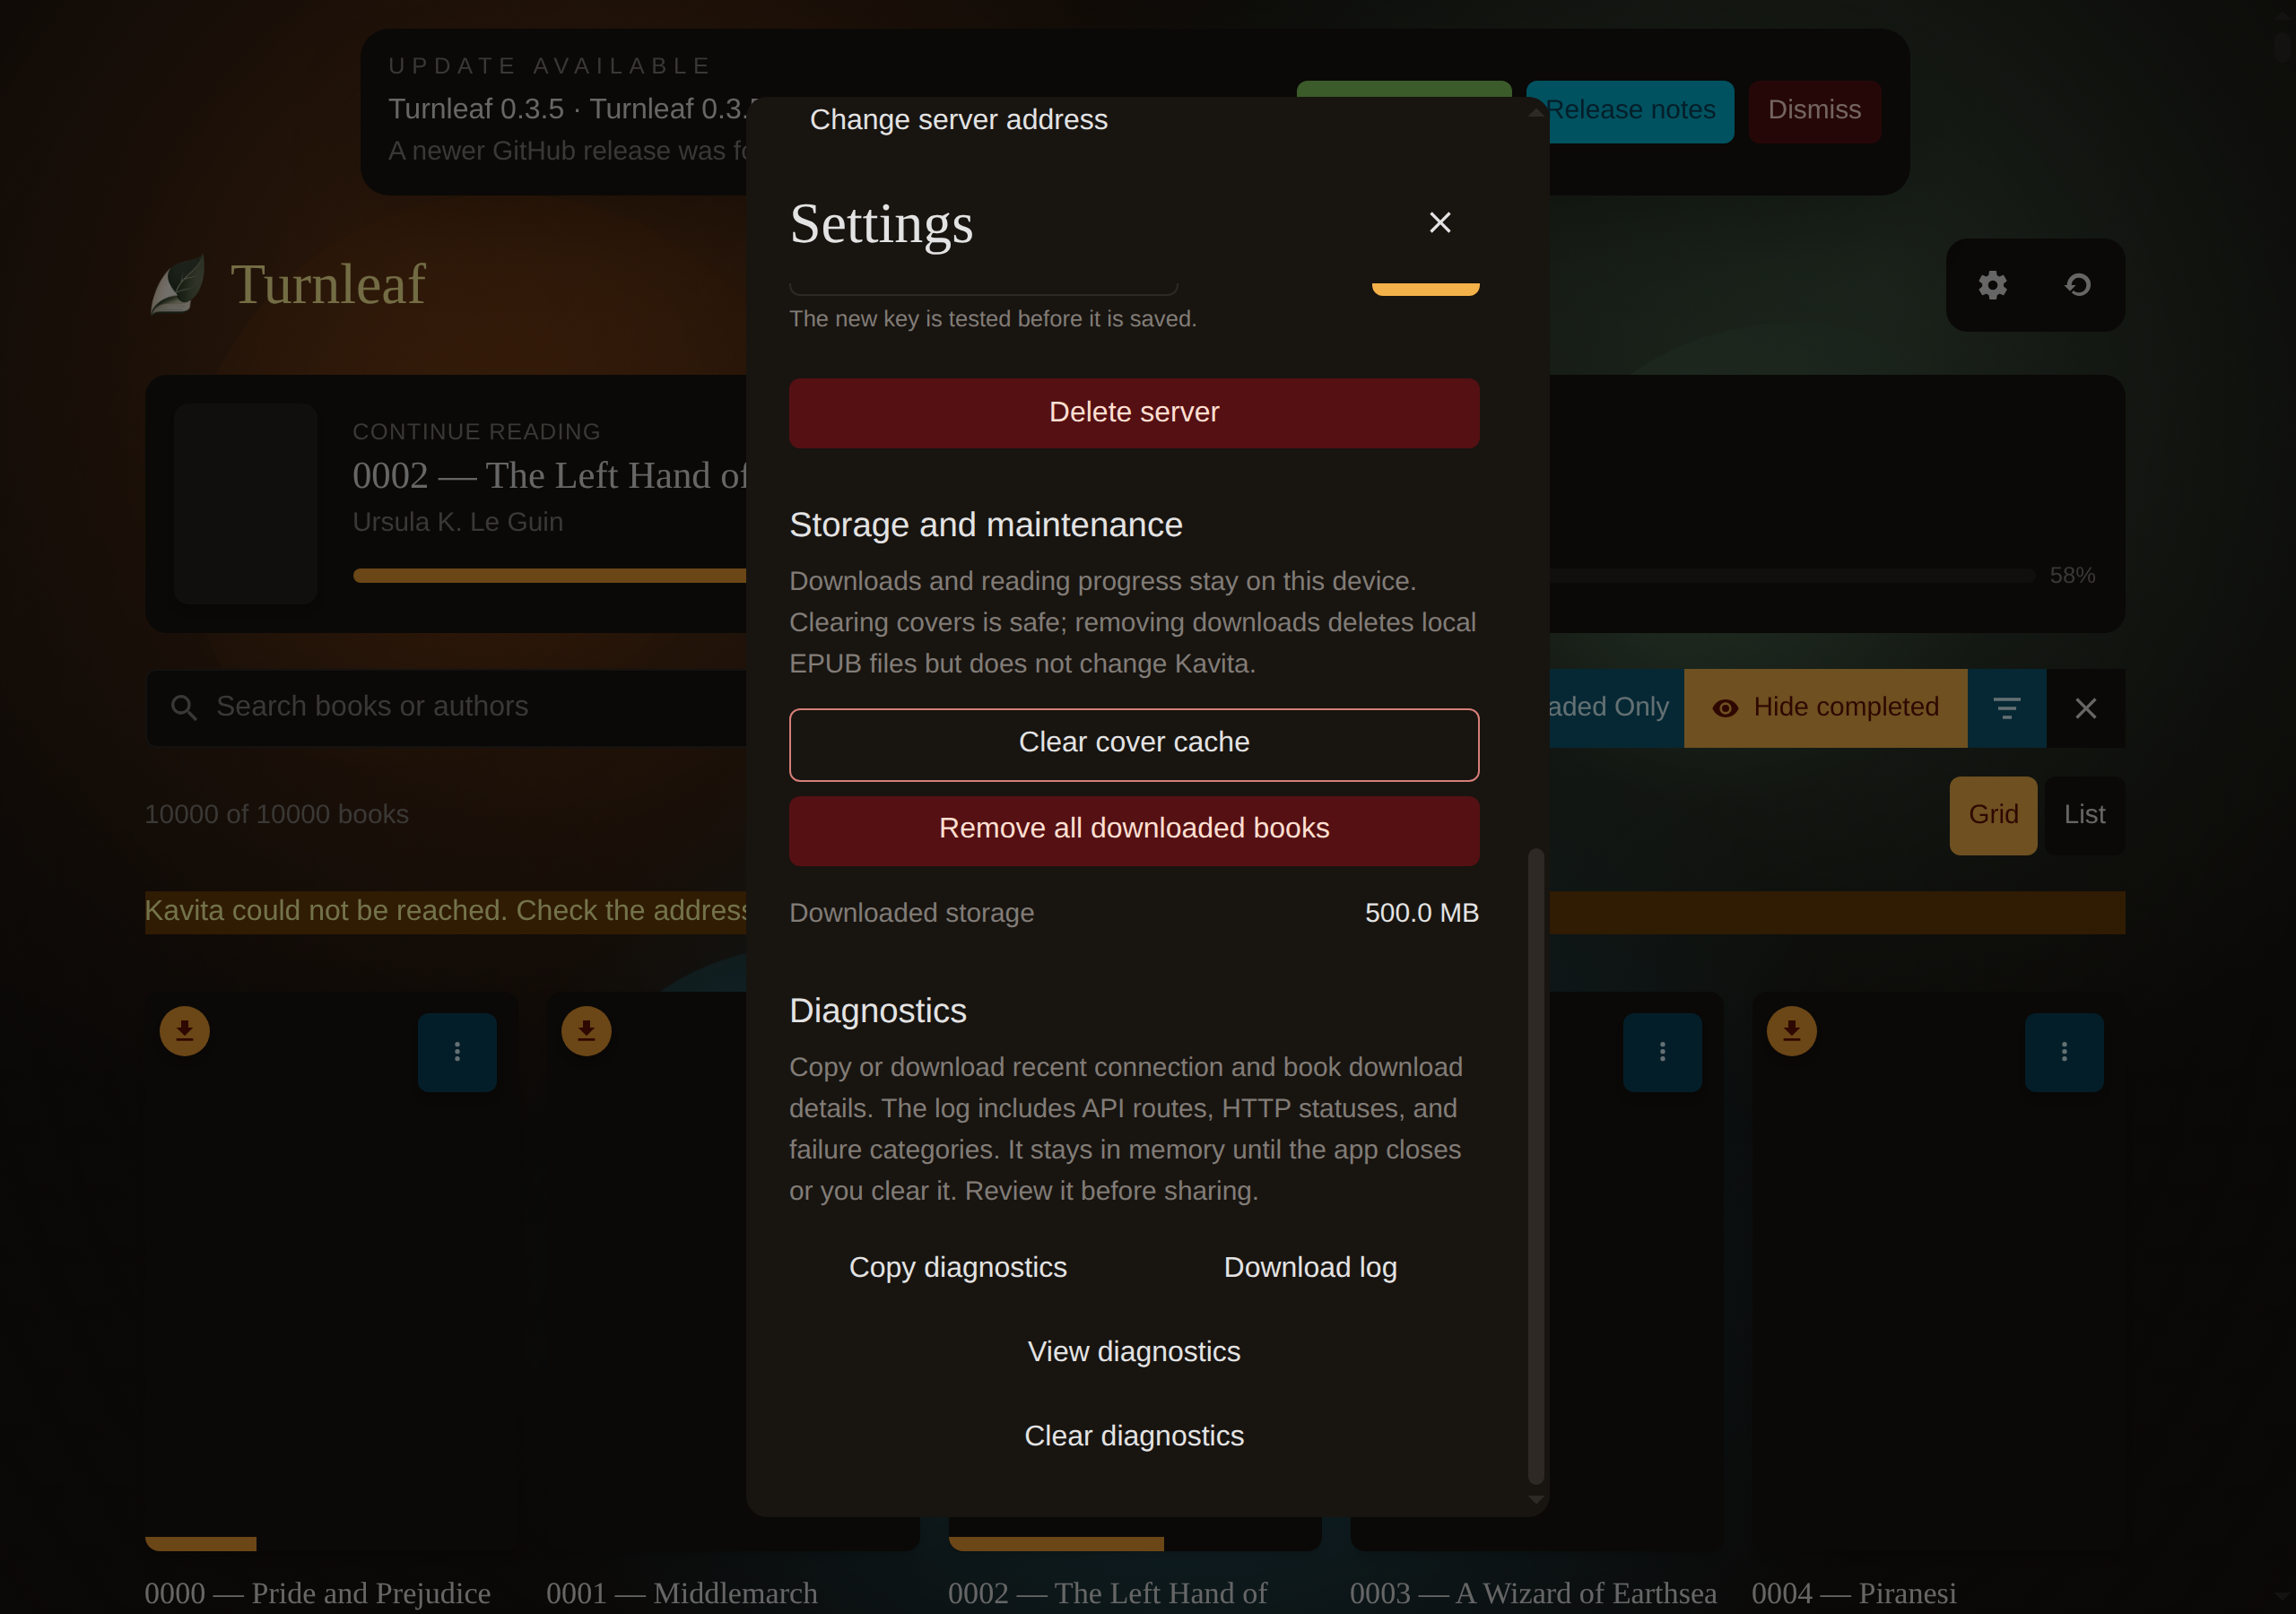 UPDATE AVAILABLE
Turnleaf 0.3.5 · Turnleaf 0.3.
A newer GitHub release was
Release notes
Dismiss
Change server address
Settings
Turnleaf
The new key is tested before it is saved.
Delete server
CONTINUE READING
0002 — The Left Hand of
Ursula K. Le Guin
58%
Storage and maintenance
Downloads and reading progress stay on this device.
Clearing covers is safe; removing downloads deletes local
EPUB files but does not change Kavita.
Search books or authors
Only
Hide completed
Clear cover cache
10000 of 10000 books
Grid
List
Remove all downloaded books
Kavita could not be reached. Check the address
Downloaded storage
500.0 MB
Diagnostics
Copy or download recent connection and book download
details. The log includes API routes, HTTP statuses, and
failure categories. It stays in memory until the app closes
or you clear it. Review it before sharing.
Copy diagnostics
Download log
View diagnostics
Clear diagnostics
0000 — Pride and Prejudice
0001 — Middlemarch
0002 — The Left Hand of
0003 — A Wizard of Earthsea
0004 — Piranesi